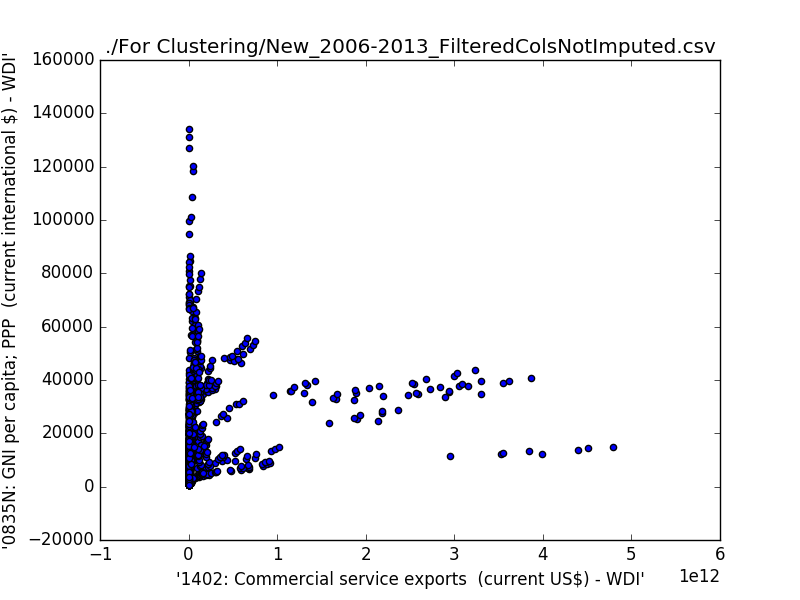 ./For Clustering/New_2006-2013_FilteredColsNotImputed.csv
'0835N: GNI per capita; PPP  (current international $) - WDI'
160000
140000
120000
100000
80000
60000
40000
20000
0
−20000
−1 0 1 2 3 4 5 6
1e12
'1402: Commercial service exports  (current US$) - WDI'